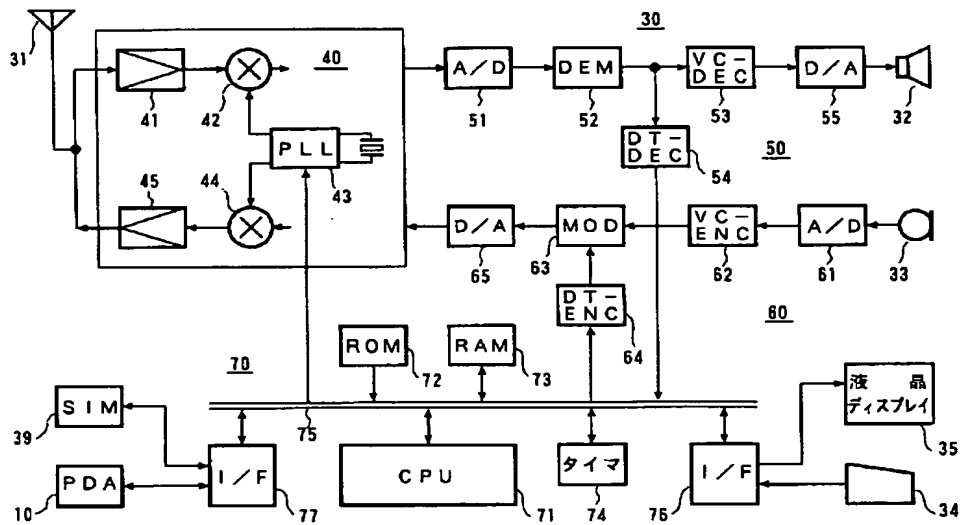 30
31
40
A/D
DEM
VC-
DEC
D/A
41
42
51
52
53
55
32
PLL
DT-
DEC
50
54
45
44
43
D/A
MOD
VC-
ENC
A/D
65
63
62
61
33
DT-
ENC
60
64
70
ROM
RAM
72
73
液晶
ディスプレイ
SIM
39
75
35
I/F
CPU
タイマ
I/F
PDA
10
77
71
74
76
34